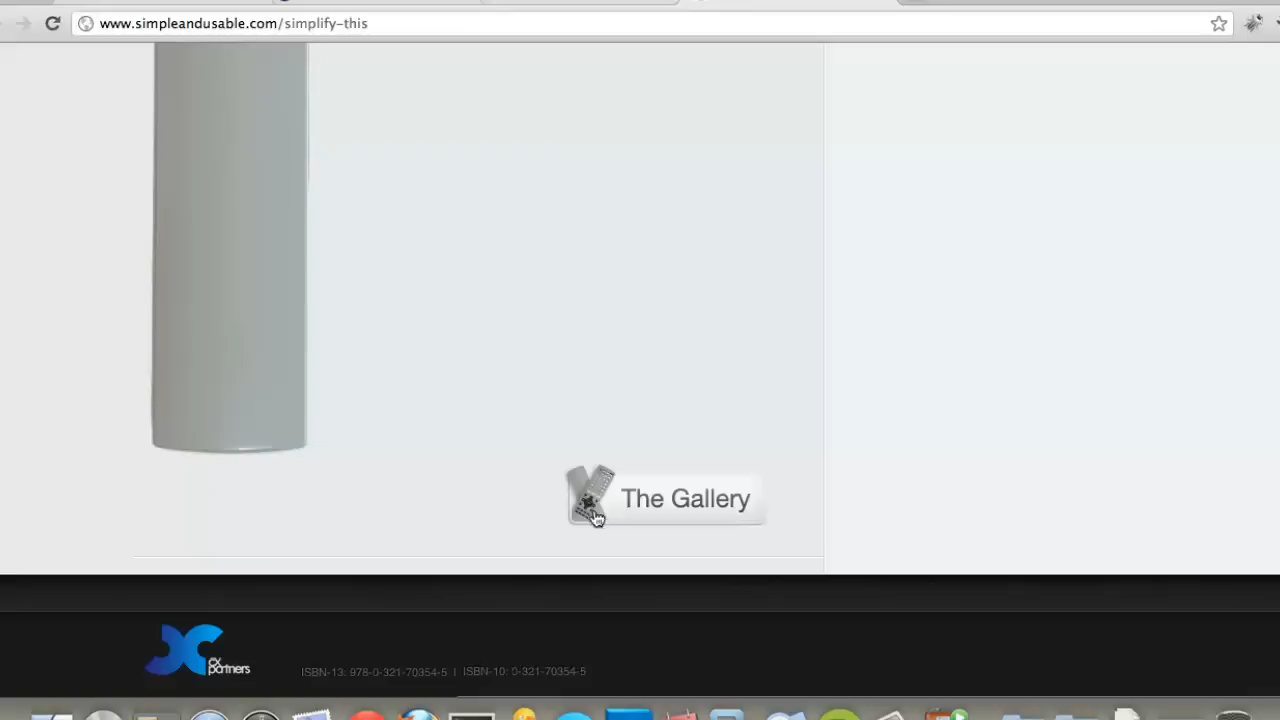 www.simpleandusable.com/simplify-this
The Gallery
cx
partners
ISBN-13: 978-0-321-70354-5 | ISBN-10: 0-321-70354-5